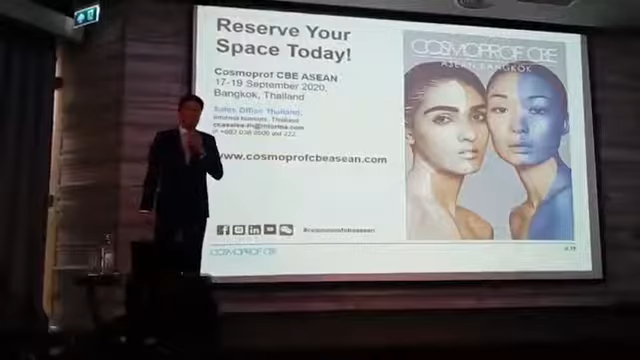 Reserve Your
Space Today!
Cosmoprof CBE ASEAN
17-19 September 2020,
Bangkok, Thailand
Sales Office Thailand,
www.cosmoprofcbeasean.com
#cosmoprofcbeasean
COSMOPROF CBE
COSMOPROF CBE
ASEAN BANGKOK